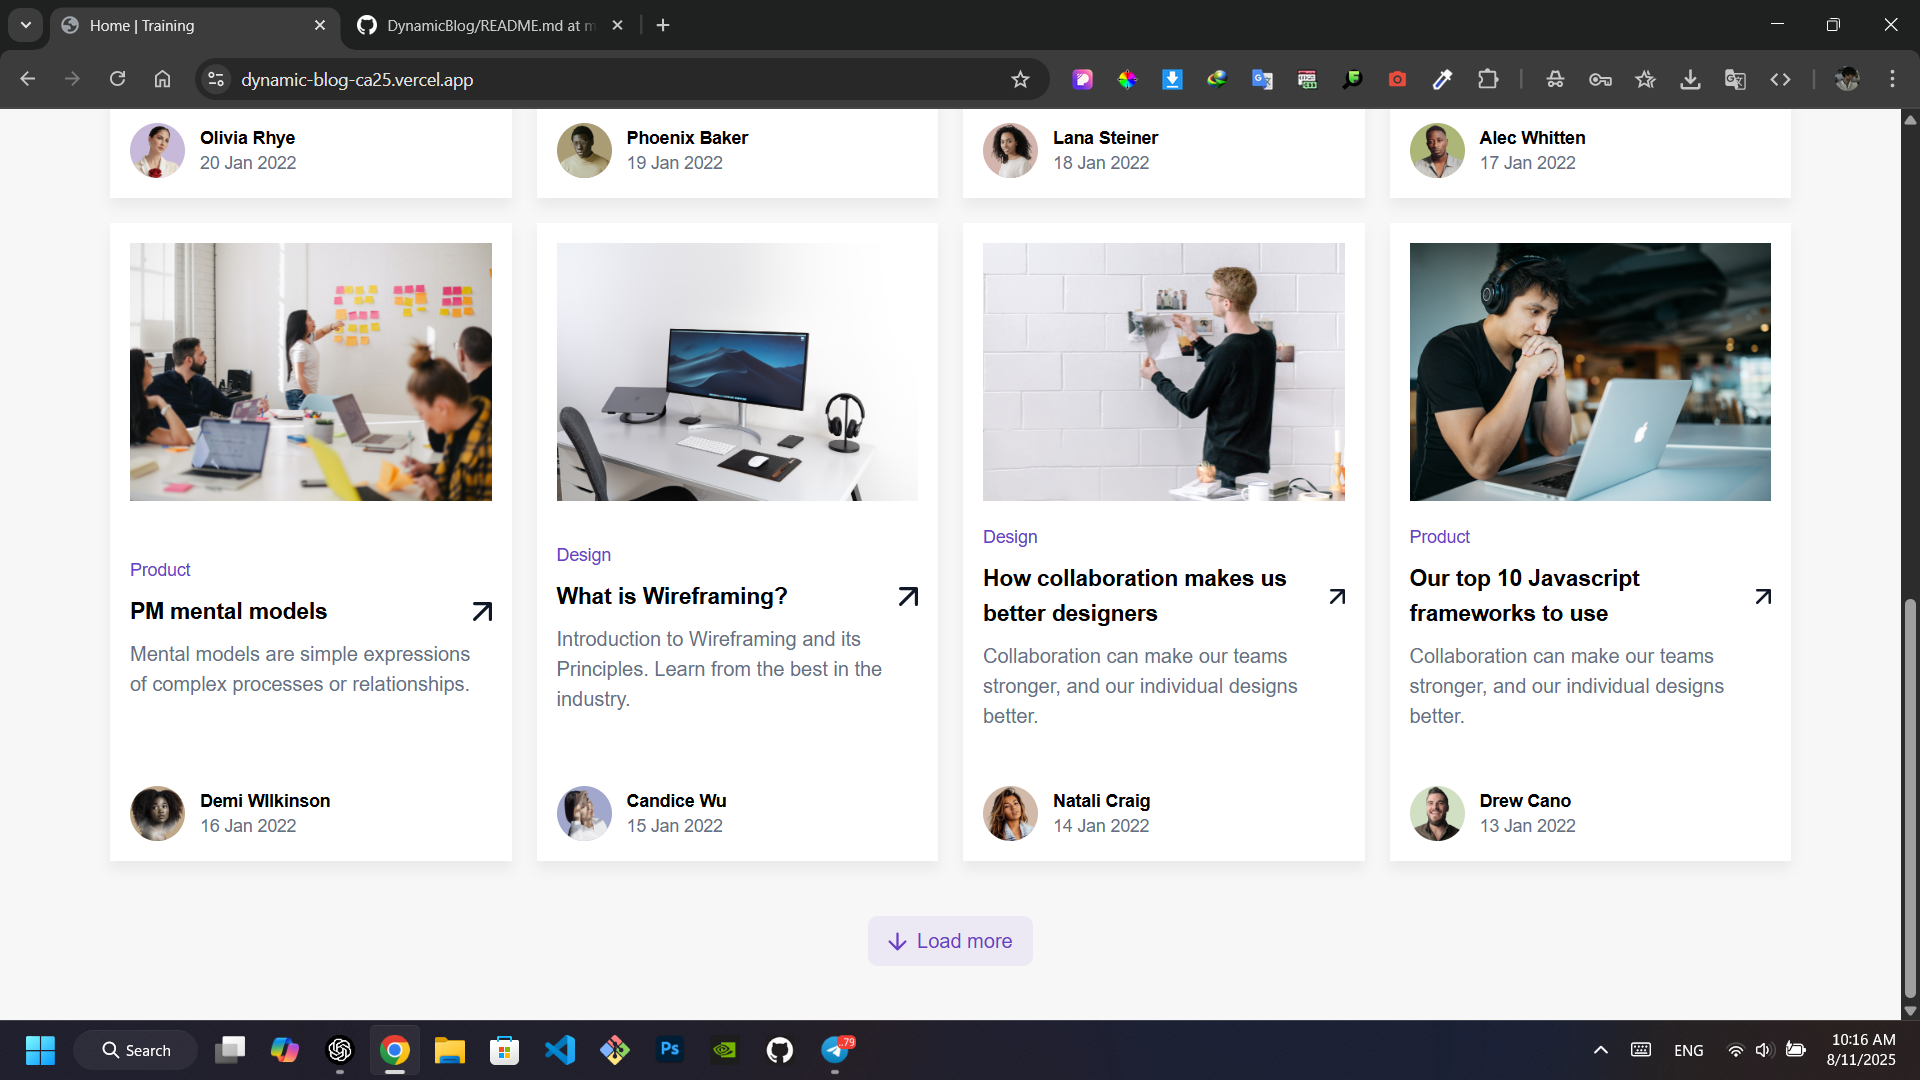 Home | Training
DynamicBlog/README.md at m
dynamic-blog-ca25.vercel.app
Olivia Rhye
20 Jan 2022
Phoenix Baker
19 Jan 2022
Lana Steiner
18 Jan 2022
Alec Whitten
17 Jan 2022
Product
PM mental models
Mental models are simple expressions
of complex processes or relationships.
Demi WIlkinson
16 Jan 2022
Design
What is Wireframing?
Introduction to Wireframing and its
Principles. Learn from the best in the
industry.
Candice Wu
15 Jan 2022
Design
How collaboration makes us
better designers
Collaboration can make our teams
stronger, and our individual designs
better.
Natali Craig
14 Jan 2022
Product
Our top 10 Javascript
frameworks to use
Collaboration can make our teams
stronger, and our individual designs
better.
Drew Cano
13 Jan 2022
Load more
Search
Ps
.79
ENG
10:16 AM
8/11/2025